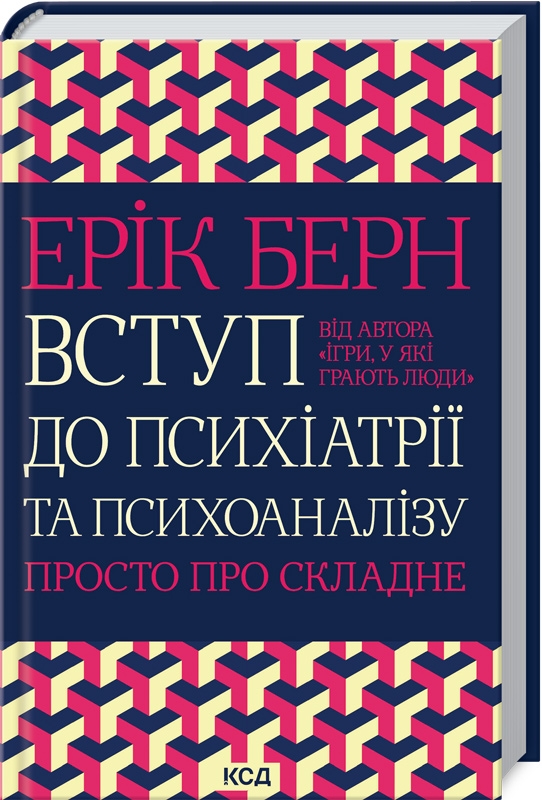 ЕРІК БЕРН
ВСТУП
ВІД АВТОРА
«ІГРИ, У ЯКІ
ГРАЮТЬ ЛЮДИ»
ДО ПСИХІАТРІЇ
ТА ПСИХОАНАЛІЗУ
ПРОСТО ПРО СКЛАДНЕ
КСД